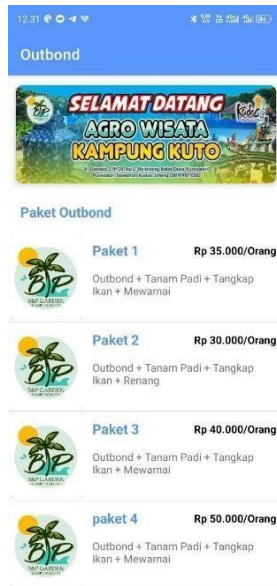 12.31
Outbond
SELAMAT DATANG
AGRO WISATA
KAMPUNG KUTO
Paket Outbond
Paket 1 Rp 35.000/Orang
Outbond + Tanam Padi + Tangkap
Ikan + Mewarnai
Paket 2 Rp 30.000/Orang
Outbond + Tanam Padi + Tangkap
Ikan + Renang
Paket 3 Rp 40.000/Orang
Outbond + Tanam Padi + Tangkap
Ikan + Mewarnai
paket 4 Rp 50.000/Orang
Outbond + Tanam Padi + Tangkap
Ikan + Mewarnai